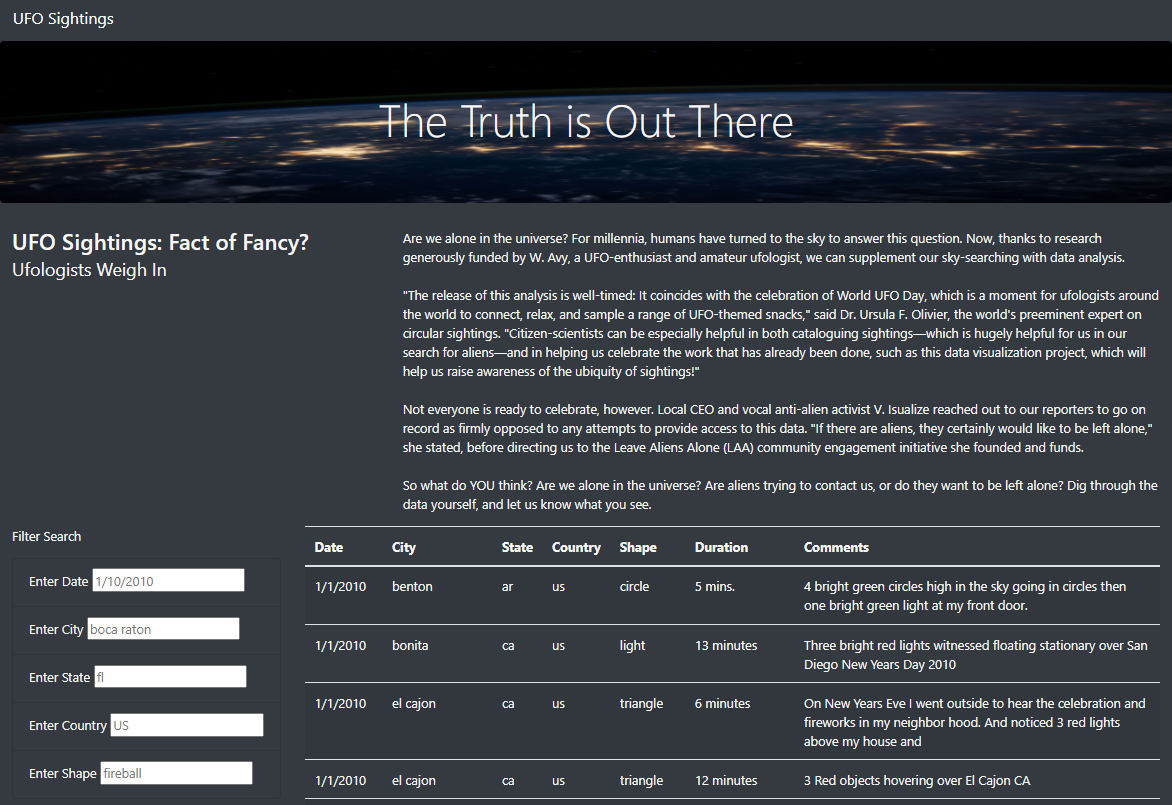 UFO Sightings
The Truth is Out There
UFO Sightings: Fact of Fancy?
Ufologists Weigh In
Are we alone in the universe? For millennia, humans have turned to the sky to answer this question. Now, thanks to research
generously funded by W. Avy, a UFO-enthusiast and amateur ufologist, we can supplement our sky-searching with data analysis.
"The release of this analysis is well-timed: It coincides with the celebration of World UFO Day, which is a moment for ufologists around
the world to connect, relax, and sample a range of UFO-themed snacks," said Dr. Ursula F. Olivier, the world's preeminent expert on
circular sightings. "Citizen-scientists can be especially helpful in both cataloguing sightings—which is hugely helpful for us in our
search for aliens—and in helping us celebrate the work that has already been done, such as this data visualization project, which will
help us raise awareness of the ubiquity of sightings!"
Not everyone is ready to celebrate, however. Local CEO and vocal anti-alien activist V. Isualize reached out to our reporters to go on
record as firmly opposed to any attempts to provide access to this data. "If there are aliens, they certainly would like to be left alone,"
she stated, before directing us to the Leave Aliens Alone (LAA) community engagement initiative she founded and funds.
So what do YOU think? Are we alone in the universe? Are aliens trying to contact us, or do they want to be left alone? Dig through the
data yourself, and let us know what you see.
Filter Search
Enter Date 1/10/2010
Enter City boca raton
Enter State fl
Enter Country US
Enter Shape fireball
Date City State Country Shape Duration Comments
1/1/2010 benton ar us circle 5 mins. 4 bright green circles high in the sky going in circles then
one bright green light at my front door.
1/1/2010 bonita ca us light 13 minutes Three bright red lights witnessed floating stationary over San
Diego New Years Day 2010
1/1/2010 el cajon ca us triangle 6 minutes On New Years Eve I went outside to hear the celebration and
fireworks in my neighbor hood. And noticed 3 red lights
above my house and
1/1/2010 el cajon ca us triangle 12 minutes 3 Red objects hovering over El Cajon CA